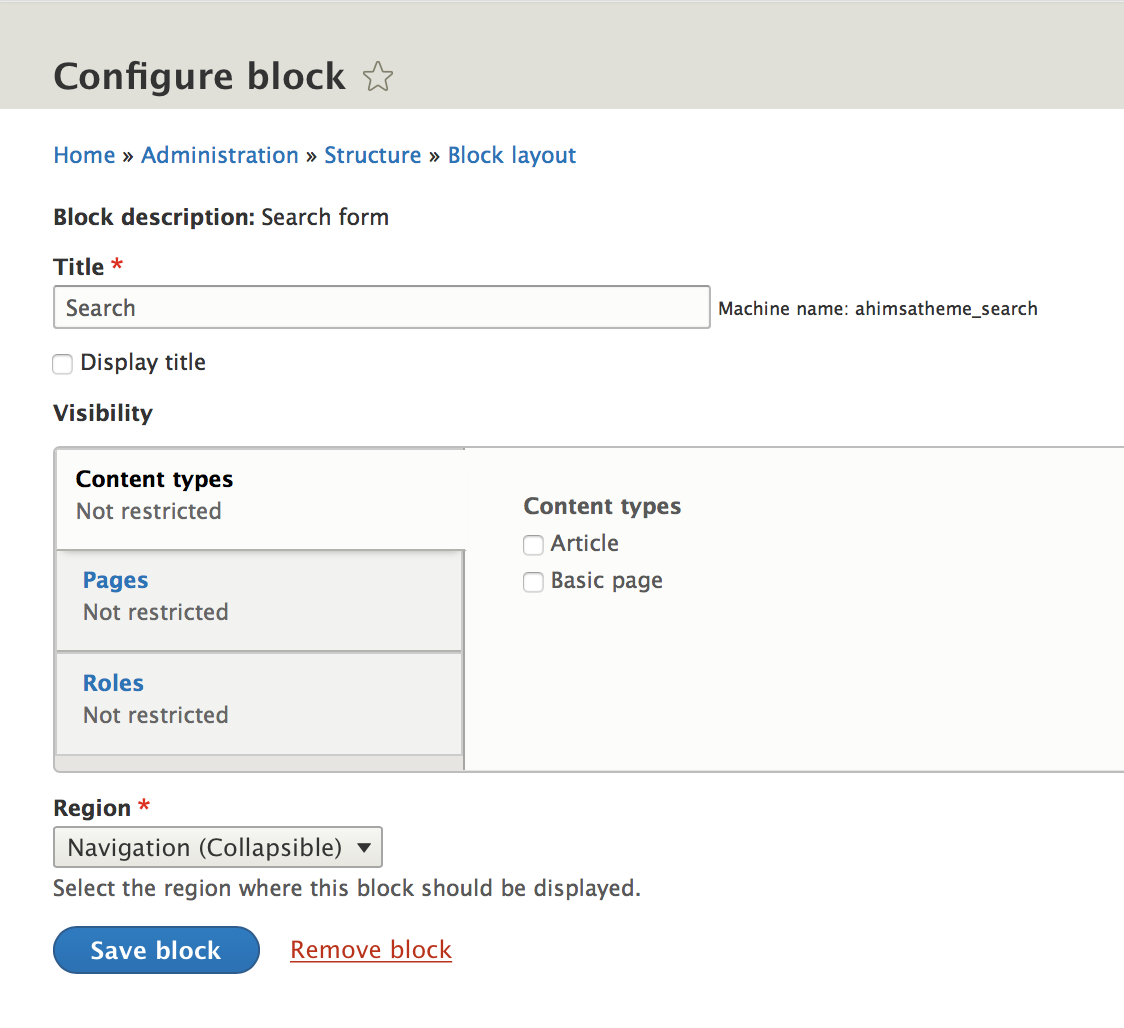 Configure block
Home » Administration » Structure » Block layout
Block description: Search form
Title *
Search
Machine name: ahimsatheme_search
Display title
Visibility
Content types
Not restricted
Pages
Not restricted
Roles
Not restricted
Content types
Article
Basic page
Region *
Navigation (Collapsible)
Select the region where this block should be displayed.
Save block
Remove block